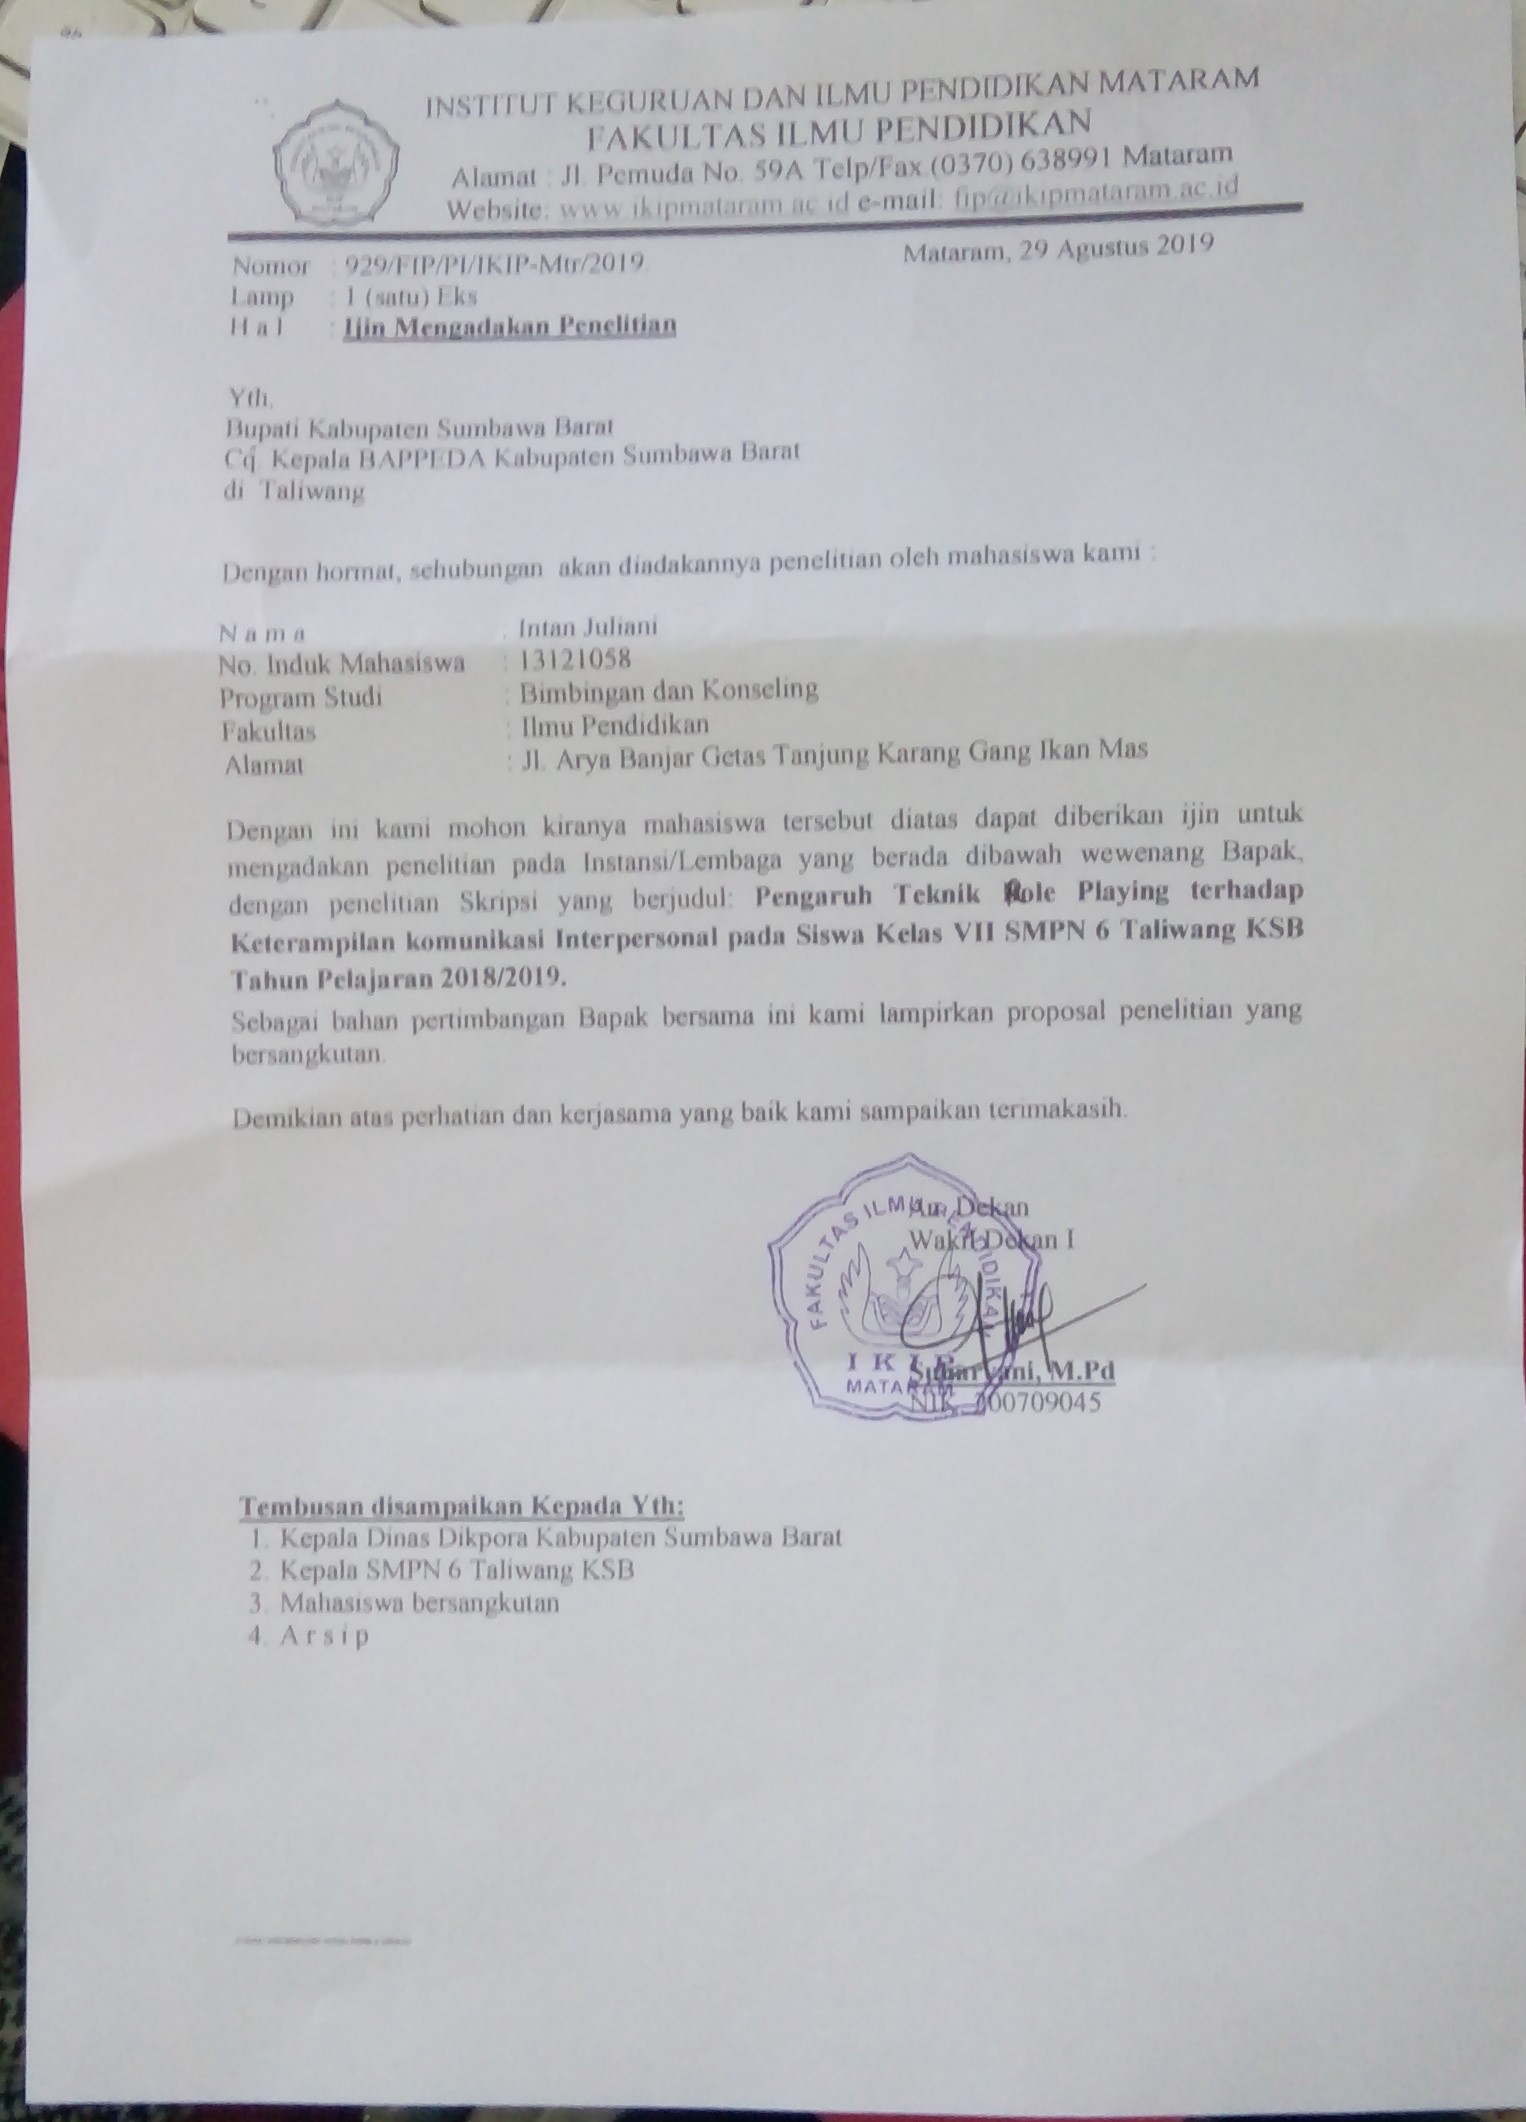 INSTITUT KEGURUAN DAN ILMU PENDIDIKAN MATARAM
FAKULTAS ILMU PENDIDIKAN
Alamat : Jl. Pemuda No. 59A Telp/Fax (0370) 638991 Mataram
Website: www.ikipmataram.ac.id e-mail: fip@ikipmataram.ac.id
Mataram, 29 Agustus 2019
Nomor : 929/FIP/PI/IKIP-Mtr/2019
Lamp : 1 (satu) Eks
H a l : Ijin Mengadakan Penelitian
Yth.
Bupati Kabupaten Sumbawa Barat
Cq. Kepala BAPPEDA Kabupaten Sumbawa Barat
di Taliwang
Dengan hormat, sehubungan akan diadakannya penelitian oleh mahasiswa kami :
N a m a : Intan Juliani
No. Induk Mahasiswa : 13121058
Program Studi : Bimbingan dan Konseling
Fakultas : Ilmu Pendidikan
Alamat : Jl. Arya Banjar Getas Tanjung Karang Gang Ikan Mas
Dengan ini kami mohon kiranya mahasiswa tersebut diatas dapat diberikan ijin untuk
mengadakan penelitian pada Instansi/Lembaga yang berada dibawah wewenang Bapak,
dengan penelitian Skripsi yang berjudul: Pengaruh Teknik Role Playing terhadap
Keterampilan komunikasi Interpersonal pada Siswa Kelas VII SMPN 6 Taliwang KSB
Tahun Pelajaran 2018/2019.
Sebagai bahan pertimbangan Bapak bersama ini kami lampirkan proposal penelitian yang
bersangkutan.
Demikian atas perhatian dan kerjasama yang baik kami sampaikan terimakasih.
An. Dekan
Wakil Dekan I
FAKULTAS ILMU PENDIDIKAN
IKIP
MATARAM
Suharyani, M.Pd
NIK. 200709045
Tembusan disampaikan Kepada Yth:
1. Kepala Dinas Dikpora Kabupaten Sumbawa Barat
2. Kepala SMPN 6 Taliwang KSB
3. Mahasiswa bersangkutan
4. A r s i p